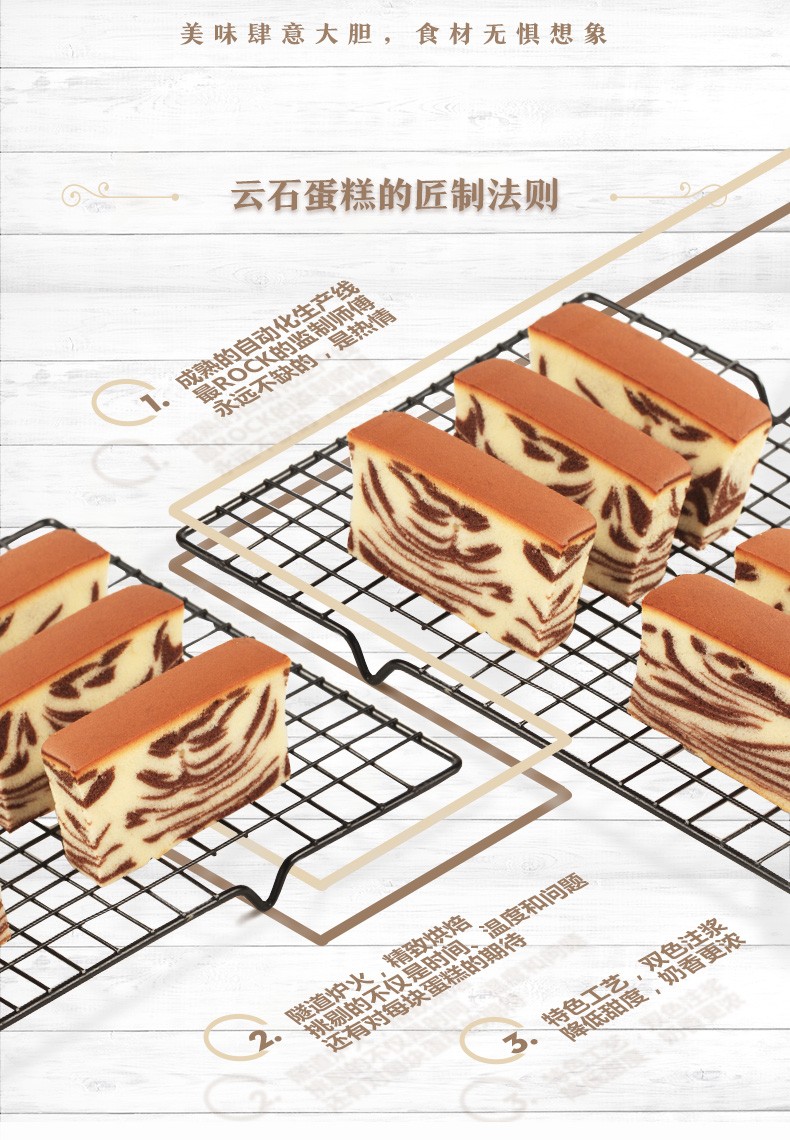 美味肆意大胆，食材无惧想象
云石蛋糕的匠制法则
1.
成熟的自动化生产线
最ROCK的监制师傅
永远不缺的，是热情
2.
隧道炉火，精致烘焙
挑剔的不仅是时间、温度和问题
还有对每块蛋糕的期待
3.
特色工艺，双色注浆
降低甜度，奶香更浓